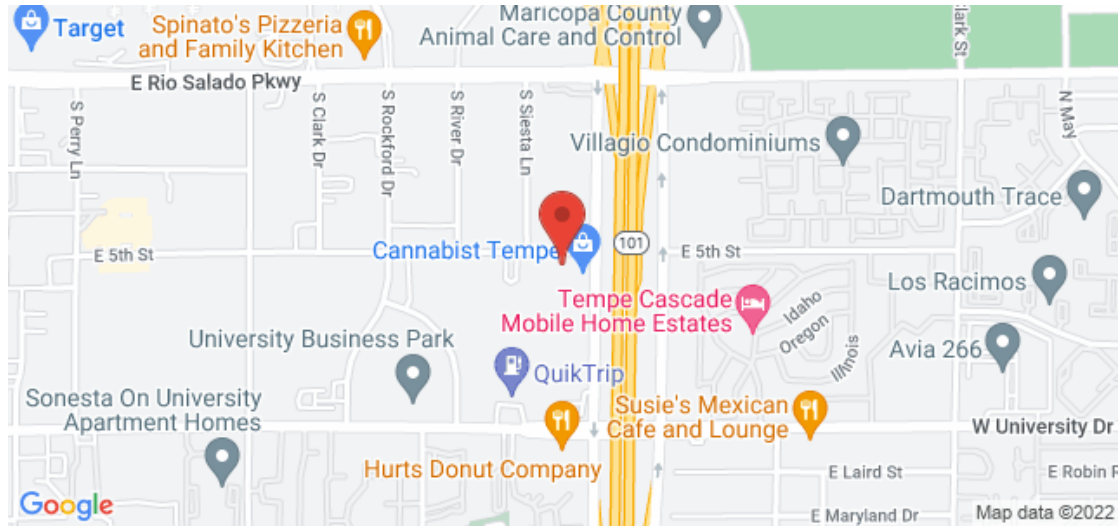 Target
Spinato's Pizzeria
and Family Kitchen
Maricopa County
Animal Care and Control
Clark St
E Rio Salado Pkwy
S Perry Ln
S Clark Dr
S Rockford Dr
S River Dr
S Siesta Ln
N May
Villagio Condominiums
Dartmouth Trace
E 5th St
Cannabist Tempe
101
E 5th St
Los Racimos
Tempe Cascade
Mobile Home Estates
Idaho
Oregon
Illinois
University Business Park
Avia 266
QuikTrip
Sonesta On University
Apartment Homes
Susie's Mexican
Cafe and Lounge
W University Dr
Hurts Donut Company
E Laird St
E Robin R
Google
E Maryland Dr
Map data ©2022